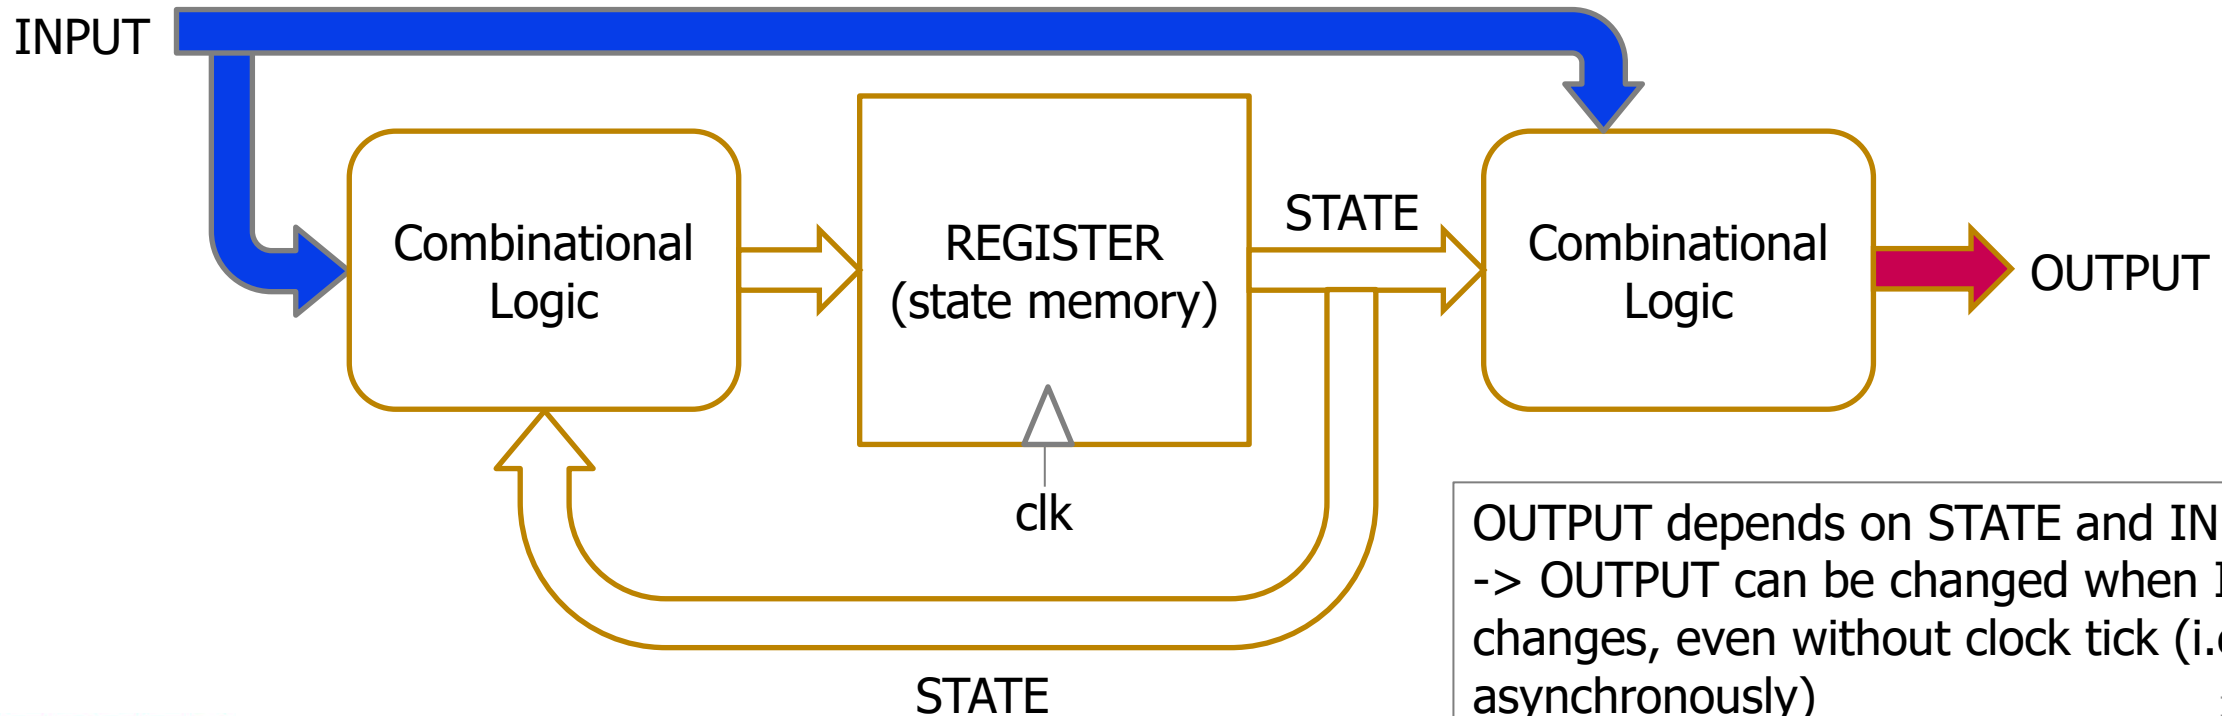 INPUT
Combinational
Logic
REGISTER
(state memory)
clk
STATE
Combinational
Logic
OUTPUT
STATE
OUTPUT depends on STATE and
-> OUTPUT can be changed when
changes, even without clock tick
asynchronously)